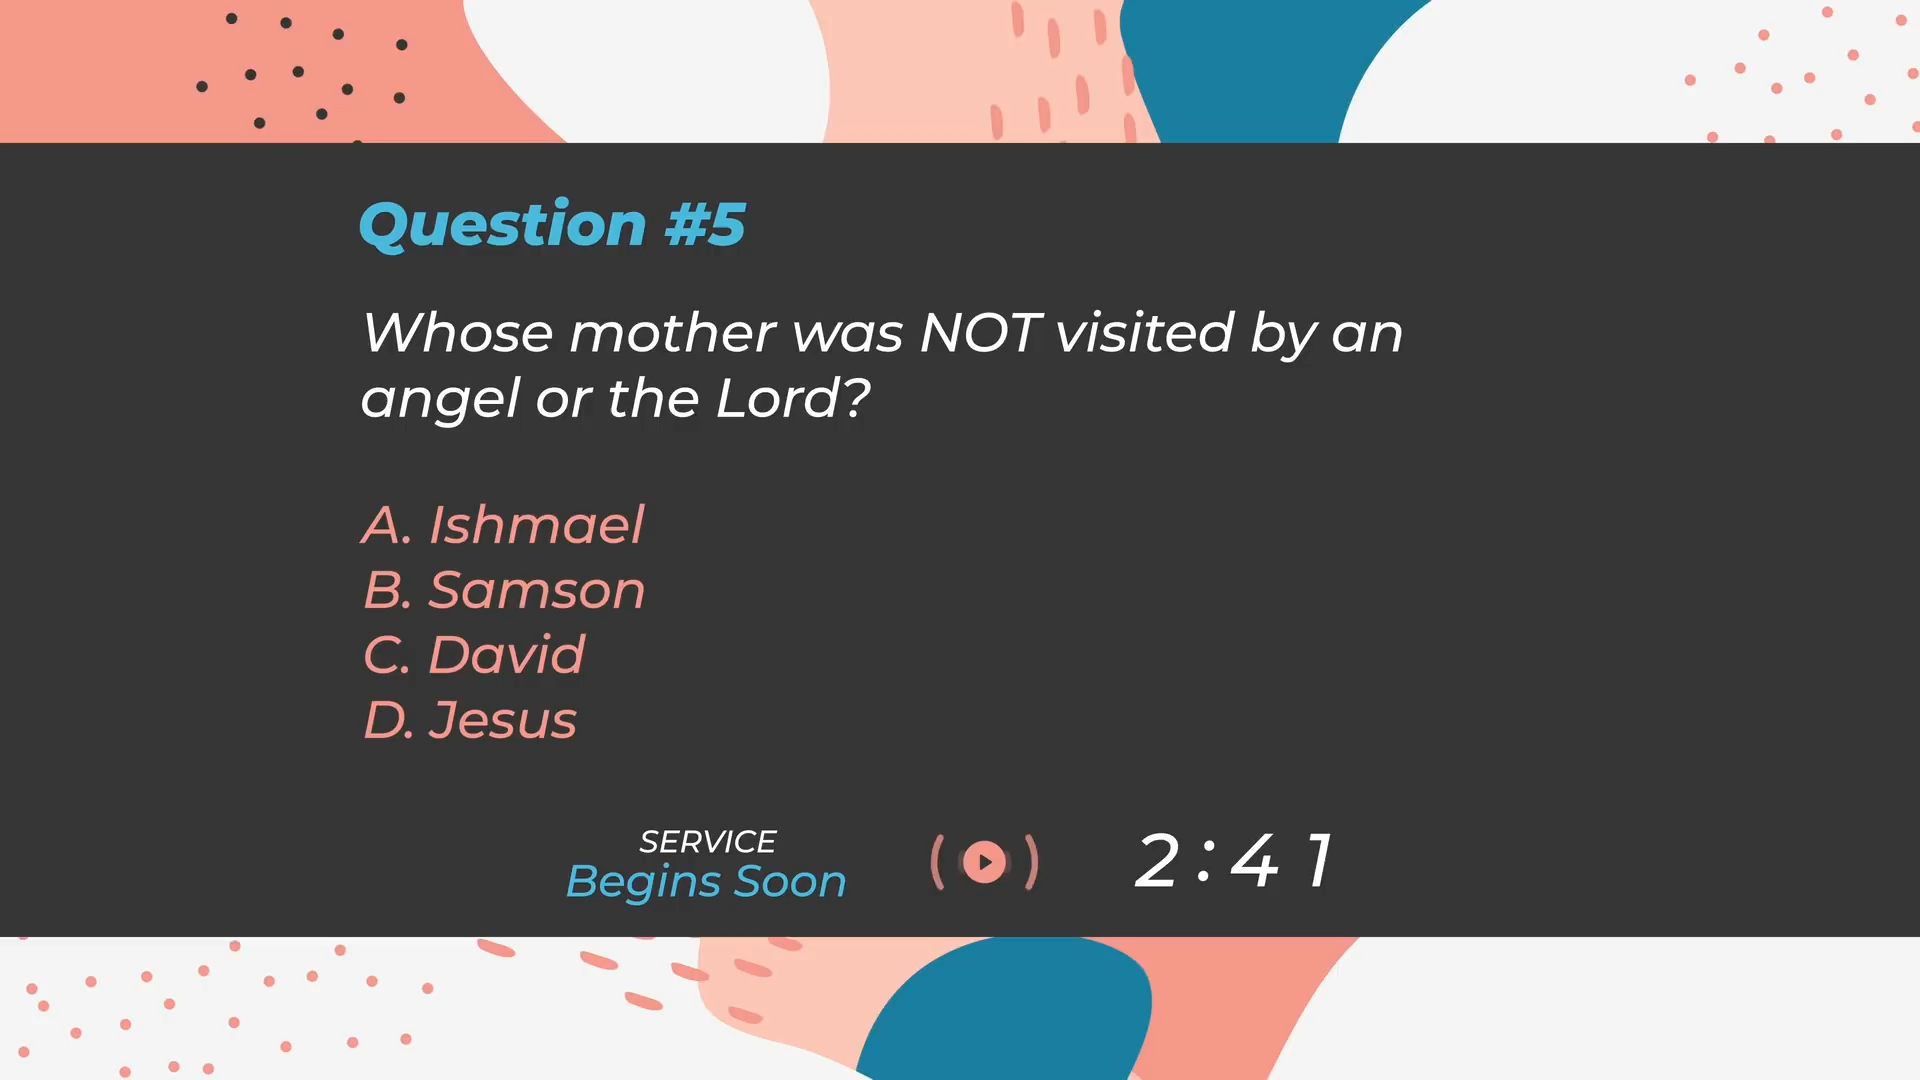 Question #5
Whose mother was NOT visited by an
angel or the Lord?
A. Ishmael
B. Samson
C. David
D. Jesus
SERVICE
Begins Soon
2:41